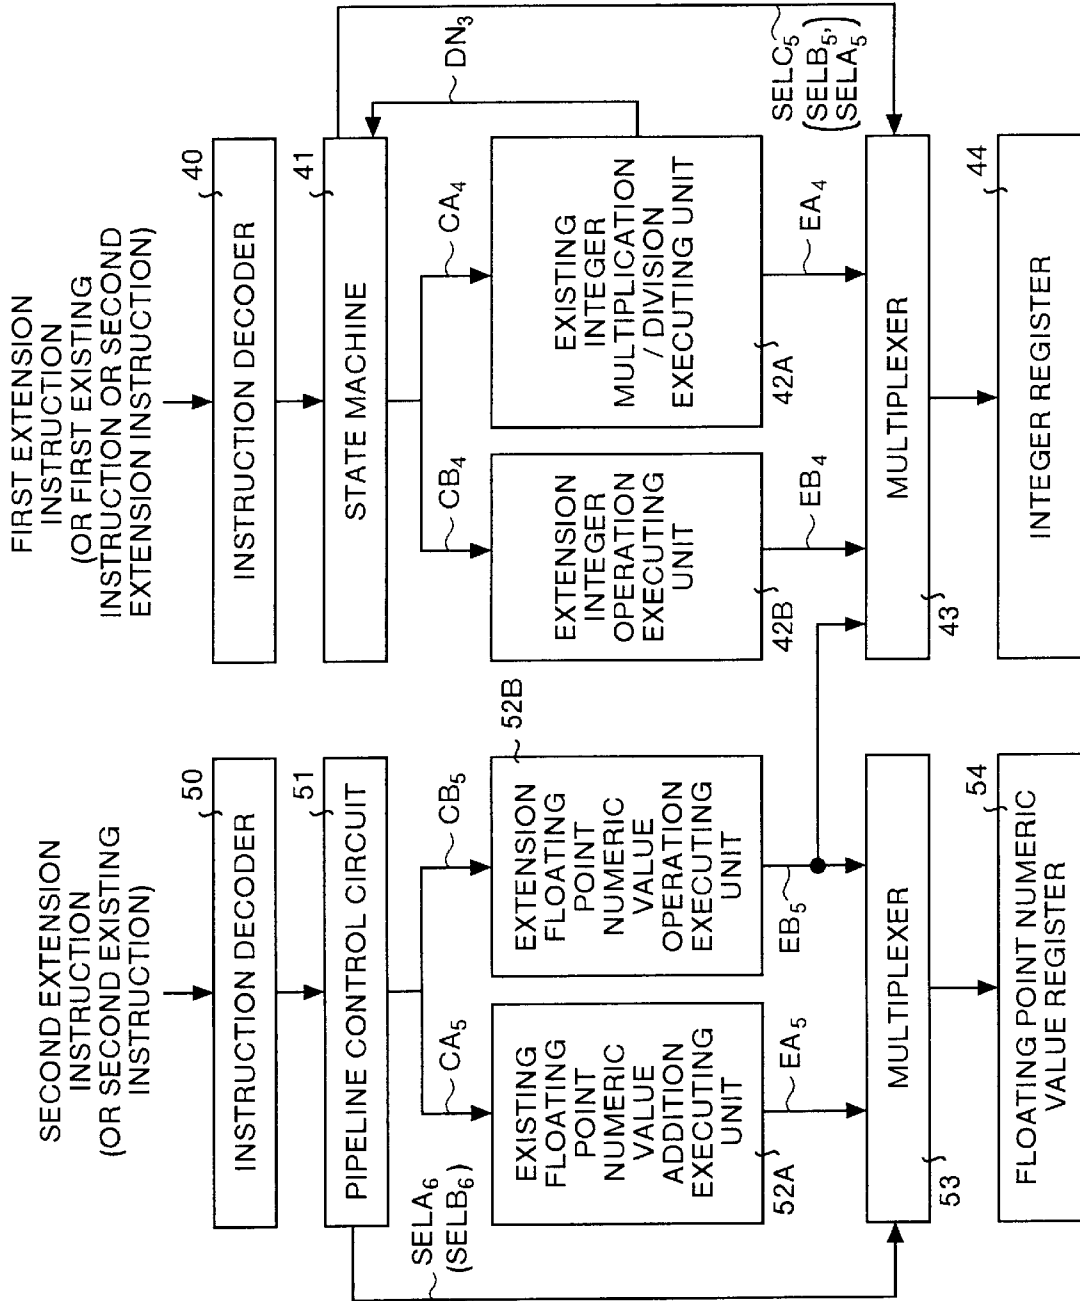 SECOND EXTENSION
INSTRUCTION
(OR SECOND EXISTING
INSTRUCTION)
50
INSTRUCTION DECODER
51
PIPELINE CONTROL CIRCUIT
SELA6
(SELB6)
CA5
CB5
52B
EXISTING
FLOATING
POINT
NUMERIC
VALUE
ADDITION
EXECUTING
UNIT
52A
EXTENSION
FLOATING
POINT
NUMERIC
VALUE
OPERATION
EXECUTING
UNIT
EA5
EB5
MULTIPLEXER
53
54
FLOATING POINT NUMERIC
VALUE REGISTER
FIRST EXTENSION
INSTRUCTION
(OR FIRST EXISTING
INSTRUCTION OR SECOND
EXTENSION INSTRUCTION)
40
INSTRUCTION DECODER
41
STATE MACHINE
DN3
CB4
CA4
EXTENSION
INTEGER
OPERATION
EXECUTING
UNIT
42B
EXISTING
INTEGER
MULTIPLICATION
/ DIVISION
EXECUTING UNIT
42A
EB4
EA4
SELC5
(SELB5,
SELA5)
MULTIPLEXER
43
44
INTEGER REGISTER